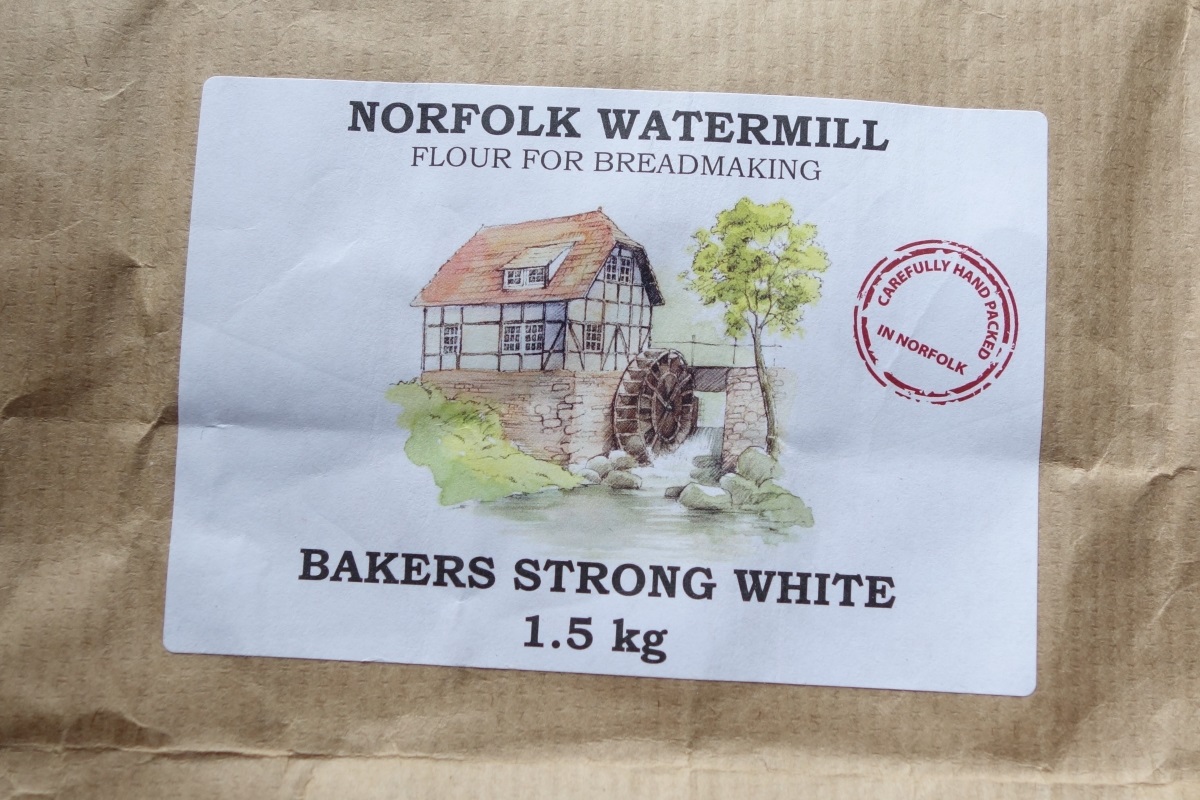 NORFOLK WATERMILL
FLOUR FOR BREADMAKING
CAREFULLY HAND PACKED
IN NORFOLK
BAKERS STRONG WHITE
1.5 kg